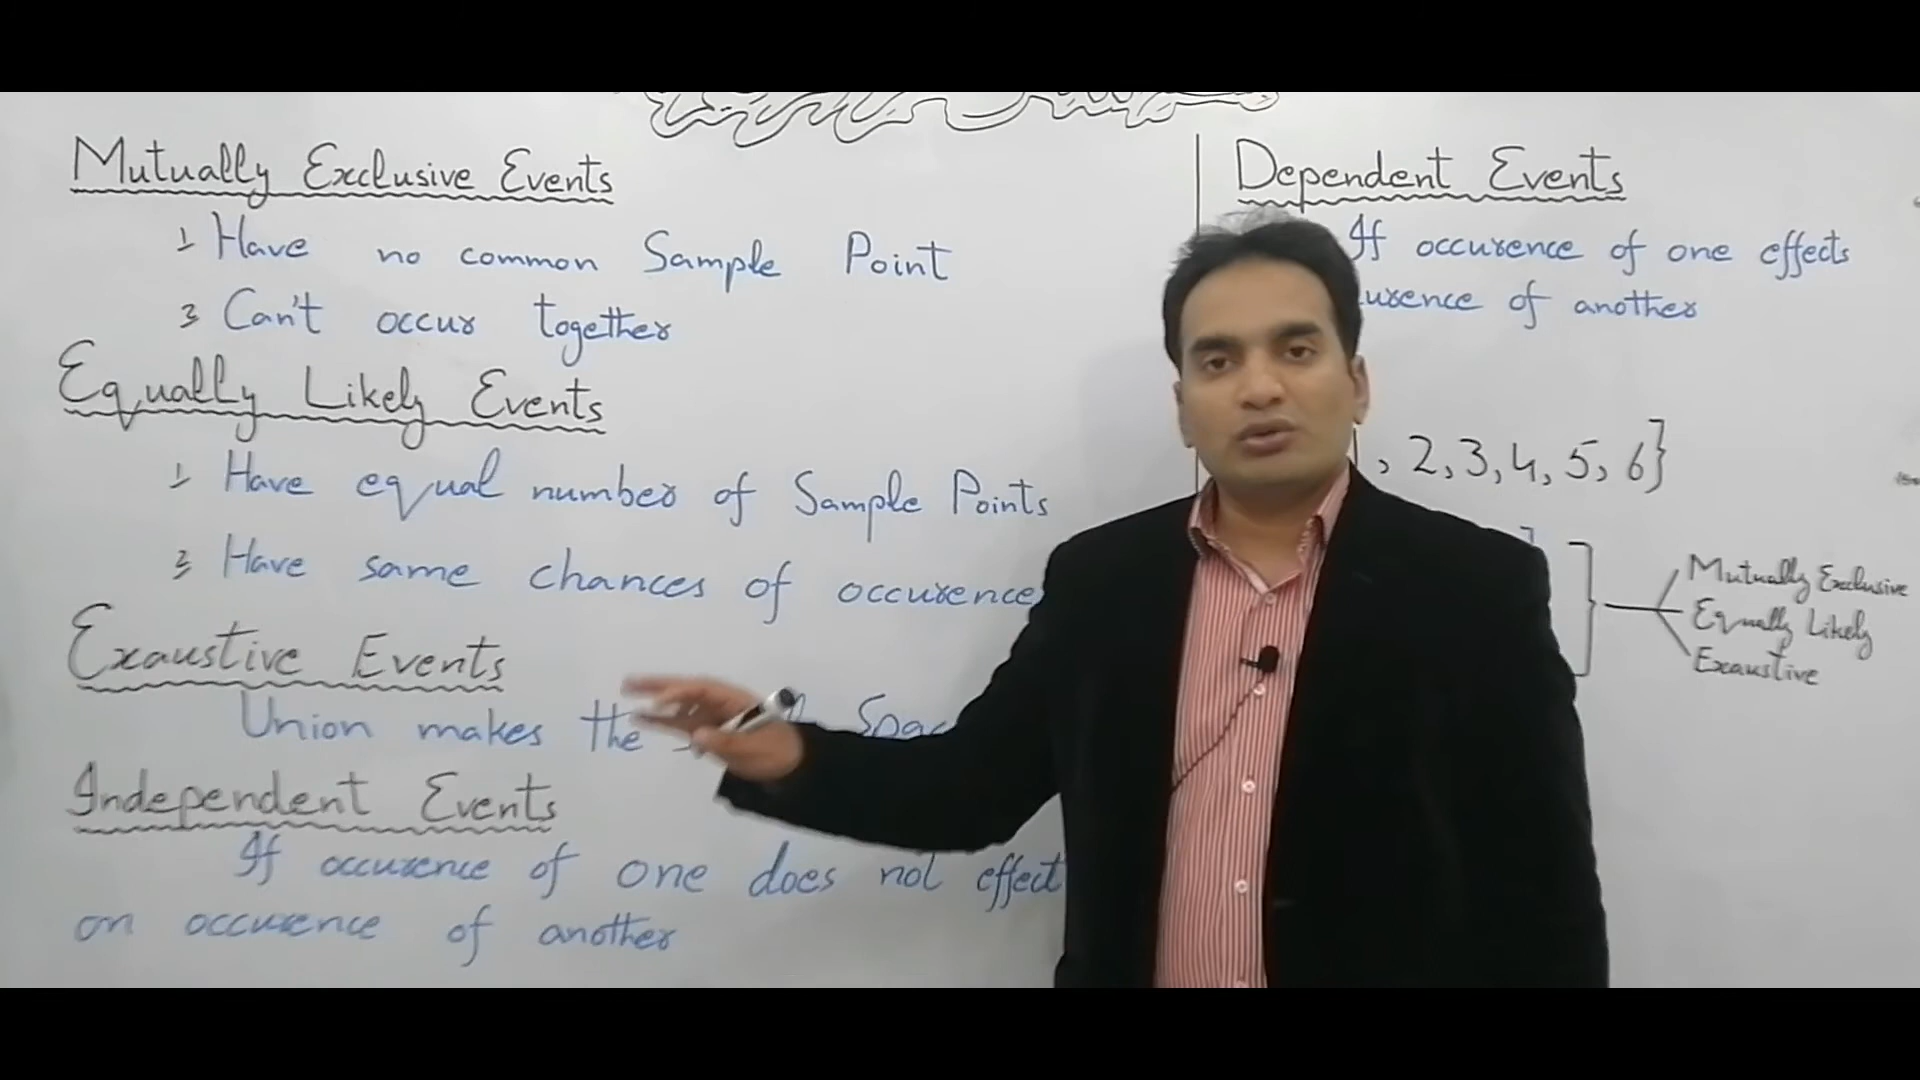 Mutually Exclusive Events
1 Have no common Sample Point
2 Can't occur together
Equally Likely Events
1 Have equal number of Sample Points
2 Have same chances of occurence
Exaustive Events
Union makes the
Independent Events
If occurence of one does not effect
on occurence of another
Dependent Events
If occurence of one effects
of another
, 2, 3, 4, 5, 6}
Mutually Exclusive
Equally Likely
Exaustive